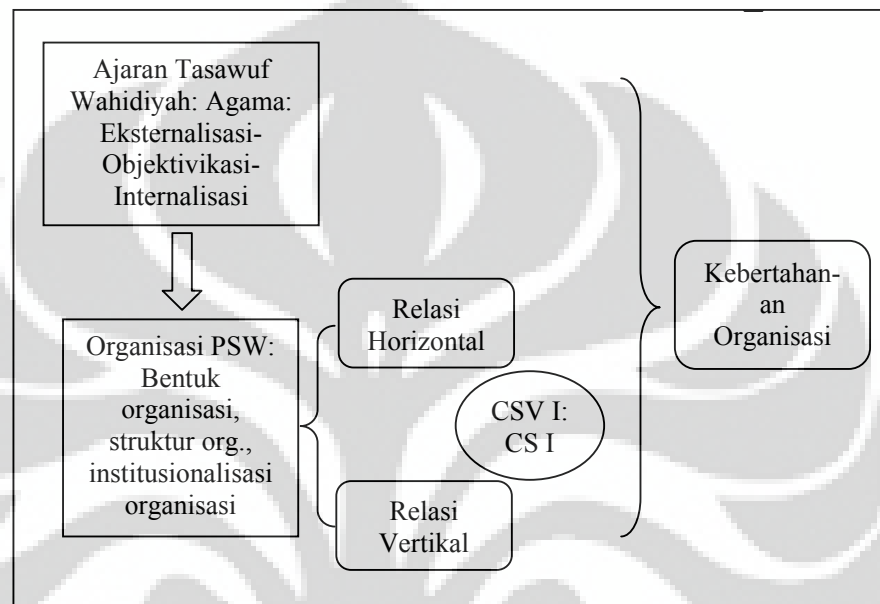 Ajaran Tasawuf
Wahidiyah: Agama:
Eksternalisasi-
Objektivikasi-
Internalisasi
Organisasi PSW:
Bentuk
organisasi,
struktur org.,
institusionalisasi
organisasi
Relasi
Horizontal
CSV I:
CS I
Relasi
Vertikal
Kebertahan-
an
Organisasi